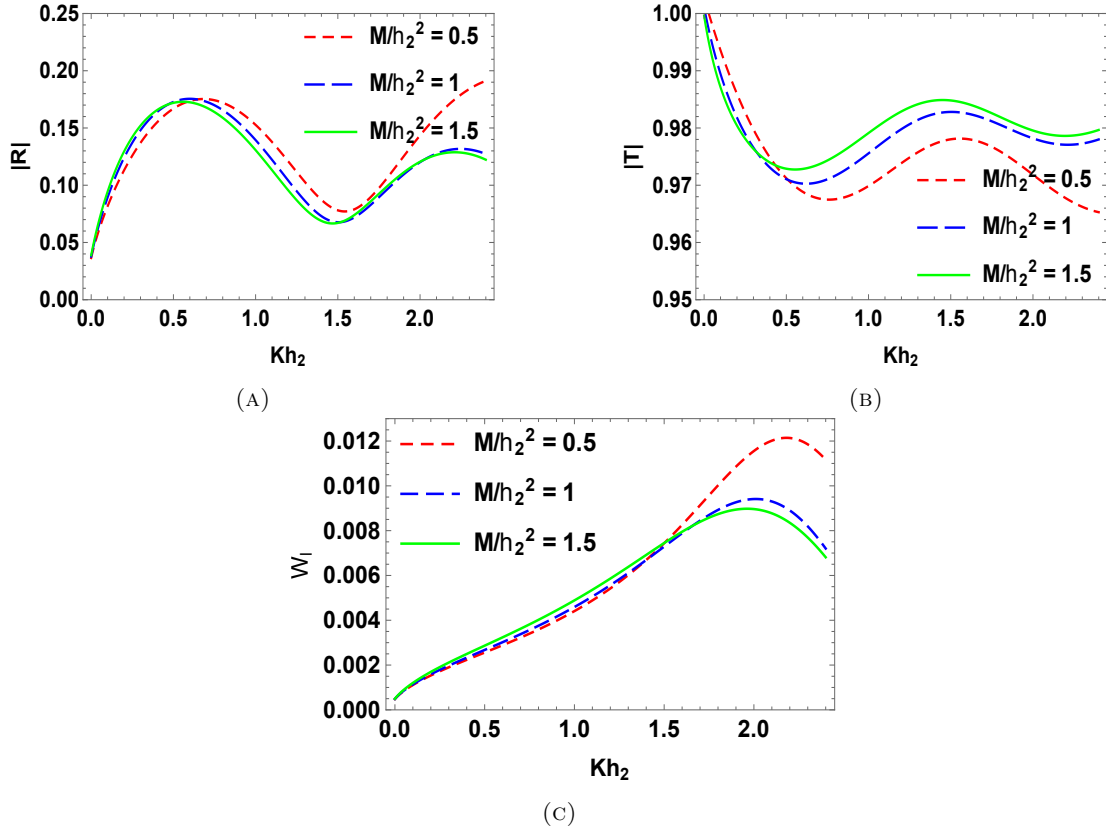 0.25
0.20
0.15
0.10
0.05
0.00
|R|
M/h₂² = 0.5
M/h₂² = 1
M/h₂² = 1.5
0.0 0.5 1.0 1.5 2.0
Kh₂
(A)
1.00
0.99
0.98
0.97
0.96
0.95
|T|
M/h₂² = 0.5
M/h₂² = 1
M/h₂² = 1.5
0.0 0.5 1.0 1.5 2.0
Kh₂
(B)
0.012
0.010
0.008
0.006
0.004
0.002
0.000
W_l
M/h₂² = 0.5
M/h₂² = 1
M/h₂² = 1.5
0.0 0.5 1.0 1.5 2.0
Kh₂
(C)